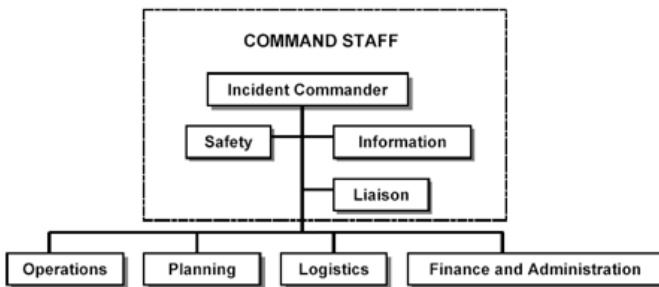 COMMAND STAFF
Incident Commander
Safety
Information
Liaison
Operations
Planning
Logistics
Finance and Administration